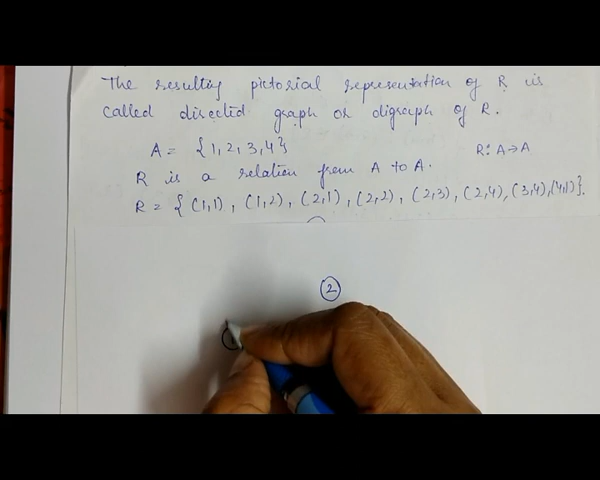 The resulting pictorial representation of R is
called directed graph or digraph of R.
A = {1,2,3,4} R: A→A
R is a relation from A to A.
R = {(1,1), (1,2), (2,1), (2,2), (2,3), (2,4), (3,4), (4,1)}.
2